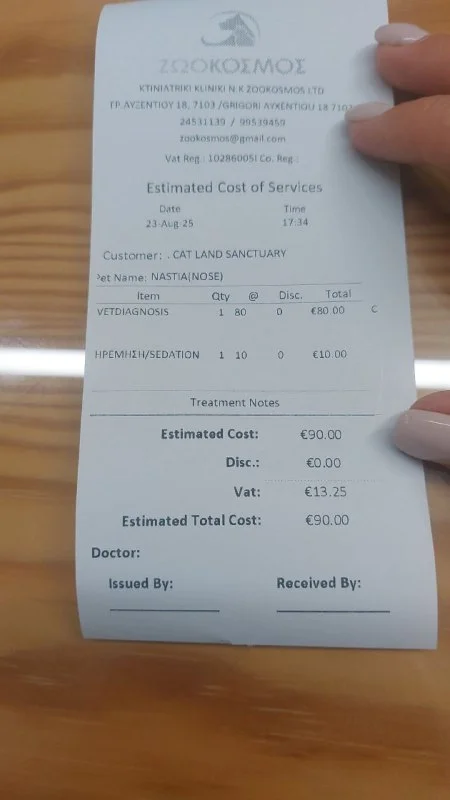 ΖΩΟΚΟΣΜΟΣ
KTINIATRIKI KLINIKI N.K ZOOKOSMOS LTD
ΓΡ.ΑΥΞΕΝΤΙΟΥ 18, 7103 /GRIGORI AYXENTIOU 18 7103
24531139 / 99539459
zookosmos@gmail.com
Vat Reg : 10286005I Co. Reg :
Estimated Cost of Services
Date Time
23-Aug-25 17:34
Customer: . CAT LAND SANCTUARY
Pet Name: NASTIA(NOSE)
Item Qty @ Disc. Total
VETDIAGNOSIS 1 80 0 €80.00 C
ΗΡΕΜΗΣΗ/SEDATION 1 10 0 €10.00
Treatment Notes
Estimated Cost: €90.00
Disc.: €0.00
Vat: €13.25
Estimated Total Cost: €90.00
Doctor:
Issued By: Received By: